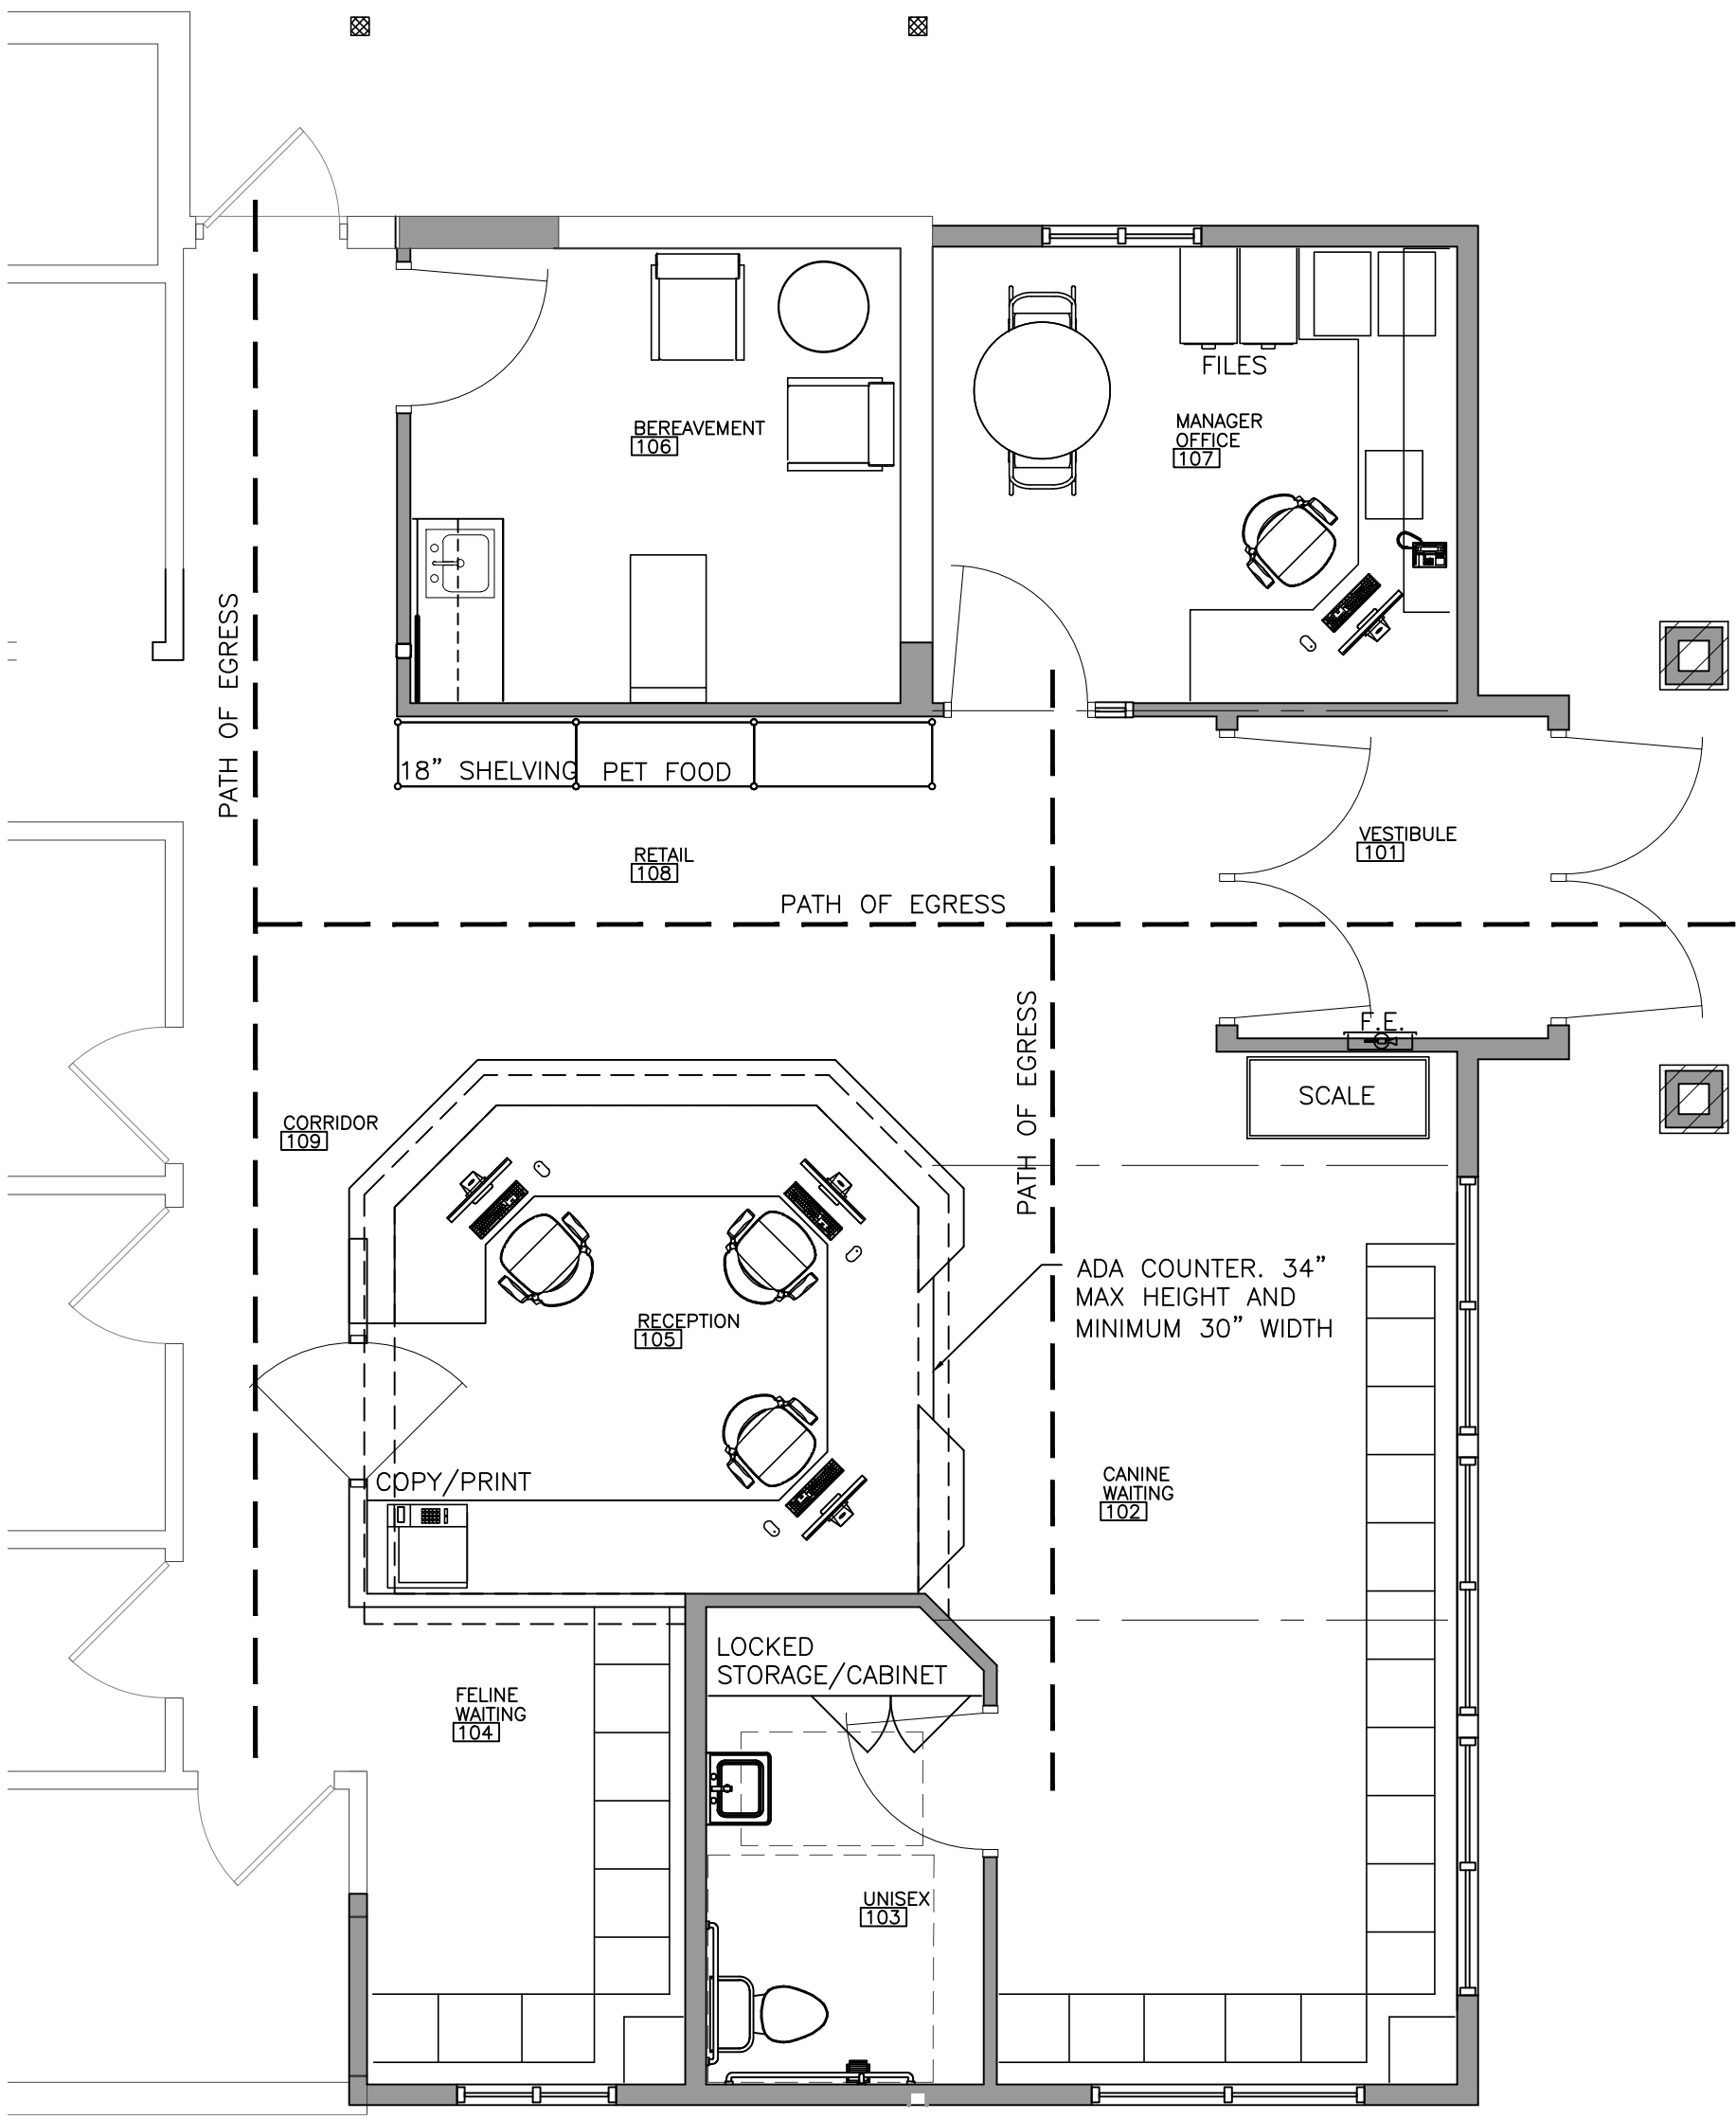 FILES
MANAGER
OFFICE
107
BEREAVEMENT
106
PATH OF EGRESS
18" SHELVING
PET FOOD
VESTIBULE
101
RETAIL
108
PATH OF EGRESS
F.E.
SCALE
PATH OF EGRESS
CORRIDOR
109
ADA COUNTER. 34"
MAX HEIGHT AND
MINIMUM 30" WIDTH
RECEPTION
105
COPY/PRINT
CANINE
WAITING
102
LOCKED
STORAGE/CABINET
FELINE
WAITING
104
UNISEX
103